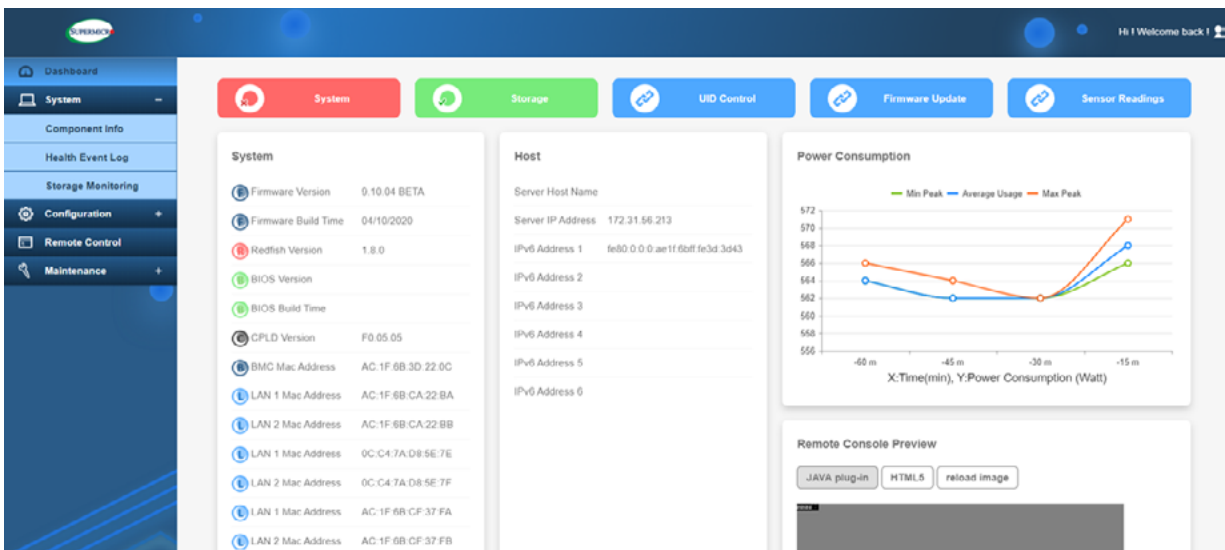 SUPERMICR
Hi ! Welcome back !
Dashboard
System −
Component Info
Health Event Log
Storage Monitoring
Configuration +
Remote Control
Maintenance +
System
Storage
UID Control
Firmware Update
Sensor Readings
System
Firmware Version 9.10.04 BETA
Firmware Build Time 04/10/2020
Redfish Version 1.8.0
BIOS Version
BIOS Build Time
CPLD Version F0.05.05
BMC Mac Address AC:1F:6B:3D:22:0C
LAN 1 Mac Address AC:1F:6B:CA:22:BA
LAN 2 Mac Address AC:1F:6B:CA:22:BB
LAN 1 Mac Address 0C:C4:7A:D8:5E:7E
LAN 2 Mac Address 0C:C4:7A:D8:5E:7F
LAN 1 Mac Address AC:1F:6B:CF:37:FA
LAN 2 Mac Address AC:1F:6B:CF:37:FB
Host
Server Host Name
Server IP Address 172.31.56.213
IPv6 Address 1 fe80:0:0:0:ae1f:6bff:fe3d:3d43
IPv6 Address 2
IPv6 Address 3
IPv6 Address 4
IPv6 Address 5
IPv6 Address 6
Power Consumption
Min Peak Average Usage Max Peak
572
570
568
566
564
562
560
558
556
-60 m -45 m -30 m -15 m
X:Time(min), Y:Power Consumption (Watt)
Remote Console Preview
JAVA plug-in HTML5 reload image